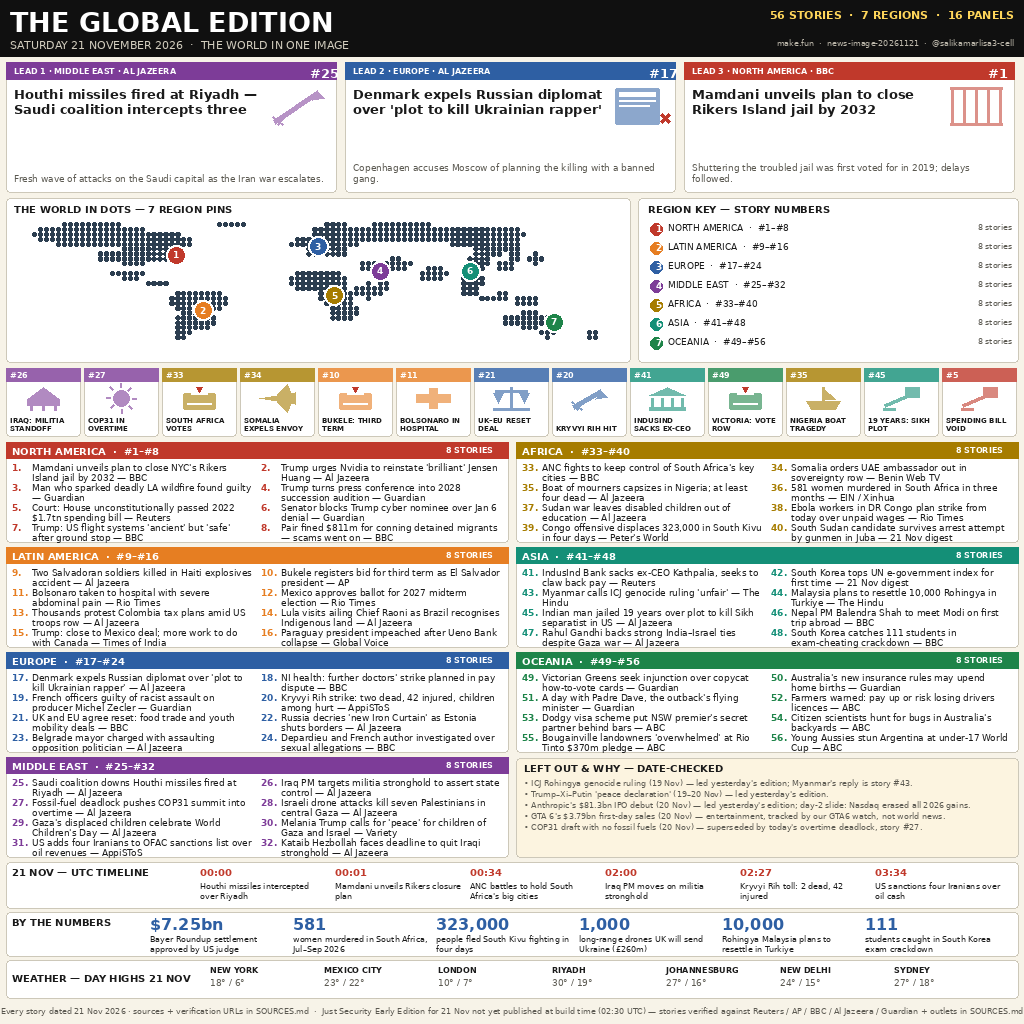 THE GLOBAL EDITION
SATURDAY 21 NOVEMBER 2026 · THE WORLD IN ONE IMAGE
56 STORIES · 7 REGIONS · 16 PANELS
make.fun · news-image-20261121 · @salikamarlisa3-cell
LEAD 1 · MIDDLE EAST · AL JAZEERA
#25
Houthi missiles fired at Riyadh —
Saudi coalition intercepts three
Fresh wave of attacks on the Saudi capital as the Iran war escalates.
LEAD 2 · EUROPE · AL JAZEERA
#17
Denmark expels Russian diplomat
over 'plot to kill Ukrainian rapper'
Copenhagen accuses Moscow of planning the killing with a banned
gang.
LEAD 3 · NORTH AMERICA · BBC
#1
Mamdani unveils plan to close
Rikers Island jail by 2032
Shuttering the troubled jail was first voted for in 2019; delays
followed.
THE WORLD IN DOTS — 7 REGION PINS
1
2
3
4
5
6
7
REGION KEY — STORY NUMBERS
1 NORTH AMERICA · #1–#8 8 stories
2 LATIN AMERICA · #9–#16 8 stories
3 EUROPE · #17–#24 8 stories
4 MIDDLE EAST · #25–#32 8 stories
5 AFRICA · #33–#40 8 stories
6 ASIA · #41–#48 8 stories
7 OCEANIA · #49–#56 8 stories
#26
IRAQ: MILITIA
STANDOFF
#27
COP31 IN
OVERTIME
#33
SOUTH AFRICA
VOTES
#34
SOMALIA
EXPELS ENVOY
#10
BUKELE: THIRD
TERM
#11
BOLSONARO IN
HOSPITAL
#21
UK–EU RESET
DEAL
#20
KRYVYI RIH HIT
#41
INDUSIND
SACKS EX-CEO
#49
VICTORIA: VOTE
ROW
#35
NIGERIA BOAT
TRAGEDY
#45
19 YEARS: SIKH
PLOT
#5
SPENDING BILL
VOID
NORTH AMERICA · #1–#8
8 STORIES
1. Mamdani unveils plan to close NYC's Rikers
Island jail by 2032 — BBC
2. Trump urges Nvidia to reinstate 'brilliant' Jensen
Huang — Al Jazeera
3. Man who sparked deadly LA wildfire found guilty
— Guardian
4. Trump turns press conference into 2028
succession audition — Guardian
5. Court: House unconstitutionally passed 2022
$1.7tn spending bill — Reuters
6. Senator blocks Trump cyber nominee over Jan 6
denial — Guardian
7. Trump: US flight systems 'ancient' but 'safe'
after ground stop — BBC
8. Pair fined $811m for conning detained migrants
— scams went on — BBC
AFRICA · #33–#40
8 STORIES
33. ANC fights to keep control of South Africa's key
cities — BBC
34. Somalia orders UAE ambassador out in
sovereignty row — Benin Web TV
35. Boat of mourners capsizes in Nigeria; at least
four dead — Al Jazeera
36. 581 women murdered in South Africa in three
months — EIN / Xinhua
37. Sudan war leaves disabled children out of
education — Al Jazeera
38. Ebola workers in DR Congo plan strike from
today over unpaid wages — Rio Times
39. Congo offensive displaces 323,000 in South Kivu
in four days — Peter's World
40. South Sudan candidate survives arrest attempt
by gunmen in Juba — 21 Nov digest
LATIN AMERICA · #9–#16
8 STORIES
9. Two Salvadoran soldiers killed in Haiti explosives
accident — Al Jazeera
10. Bukele registers bid for third term as El Salvador
president — AP
11. Bolsonaro taken to hospital with severe
abdominal pain — Rio Times
12. Mexico approves ballot for 2027 midterm
election — Rio Times
13. Thousands protest Colombia tax plans amid US
troops row — Al Jazeera
14. Lula visits ailing Chief Raoni as Brazil recognises
Indigenous land — Al Jazeera
15. Trump: close to Mexico deal; more work to do
with Canada — Times of India
16. Paraguay president impeached after Ueno Bank
collapse — Global Voice
ASIA · #41–#48
8 STORIES
41. IndusInd Bank sacks ex-CEO Kathpalia, seeks to
claw back pay — Reuters
42. South Korea tops UN e-government index for
first time — 21 Nov digest
43. Myanmar calls ICJ genocide ruling 'unfair' — The
Hindu
44. Malaysia plans to resettle 10,000 Rohingya in
Turkiye — The Hindu
45. Indian man jailed 19 years over plot to kill Sikh
separatist in US — Al Jazeera
46. Nepal PM Balendra Shah to meet Modi on first
trip abroad — BBC
47. Rahul Gandhi backs strong India–Israel ties
despite Gaza war — Al Jazeera
48. South Korea catches 111 students in
exam-cheating crackdown — BBC
EUROPE · #17–#24
8 STORIES
17. Denmark expels Russian diplomat over 'plot to
kill Ukrainian rapper' — Al Jazeera
18. NI health: further doctors' strike planned in pay
dispute — BBC
19. French officers guilty of racist assault on
producer Michel Zecler — Guardian
20. Kryvyi Rih strike: two dead, 42 injured, children
among hurt — AppiSToS
21. UK and EU agree reset: food trade and youth
mobility deals — BBC
22. Russia decries 'new Iron Curtain' as Estonia
shuts borders — Al Jazeera
23. Belgrade mayor charged with assaulting
opposition politician — Al Jazeera
24. Depardieu and French author investigated over
sexual allegations — BBC
OCEANIA · #49–#56
8 STORIES
49. Victorian Greens seek injunction over copycat
how-to-vote cards — Guardian
50. Australia's new insurance rules may upend
home births — Guardian
51. A day with Padre Dave, the outback's flying
minister — Guardian
52. Farmers warned: pay up or risk losing drivers
licences — ABC
53. Dodgy visa scheme put NSW premier's secret
partner behind bars — ABC
54. Citizen scientists hunt for bugs in Australia's
backyards — ABC
55. Bougainville landowners 'overwhelmed' at Rio
Tinto $370m pledge — ABC
56. Young Aussies stun Argentina at under-17 World
Cup — ABC
MIDDLE EAST · #25–#32
8 STORIES
25. Saudi coalition downs Houthi missiles fired at
Riyadh — Al Jazeera
26. Iraq PM targets militia stronghold to assert state
control — Al Jazeera
27. Fossil-fuel deadlock pushes COP31 summit into
overtime — Al Jazeera
28. Israeli drone attacks kill seven Palestinians in
central Gaza — Al Jazeera
29. Gaza's displaced children celebrate World
Children's Day — Al Jazeera
30. Melania Trump calls for 'peace' for children of
Gaza and Israel — Variety
31. US adds four Iranians to OFAC sanctions list over
oil revenues — AppiSToS
32. Kataib Hezbollah faces deadline to quit Iraqi
stronghold — Al Jazeera
LEFT OUT & WHY — DATE-CHECKED
• ICJ Rohingya genocide ruling (19 Nov) — led yesterday's edition; Myanmar's reply is story #43.
• Trump–Xi–Putin 'peace declaration' (19–20 Nov) — led yesterday's edition.
• Anthropic's $81.3bn IPO debut (20 Nov) — led yesterday's edition; day-2 slide: Nasdaq erased all 2026 gains.
• GTA 6's $3.79bn first-day sales (20 Nov) — entertainment, tracked by our GTA6 watch, not world news.
• COP31 draft with no fossil fuels (20 Nov) — superseded by today's overtime deadlock, story #27.
21 NOV — UTC TIMELINE
00:00
Houthi missiles intercepted
over Riyadh
00:01
Mamdani unveils Rikers closure
plan
00:34
ANC battles to hold South
Africa's big cities
02:00
Iraq PM moves on militia
stronghold
02:27
Kryvyi Rih toll: 2 dead, 42
injured
03:34
US sanctions four Iranians over
oil cash
BY THE NUMBERS
$7.25bn
Bayer Roundup settlement
approved by US judge
581
women murdered in South Africa,
Jul–Sep 2026
323,000
people fled South Kivu fighting in
four days
1,000
long-range drones UK will send
Ukraine (£260m)
10,000
Rohingya Malaysia plans to
resettle in Turkiye
111
students caught in South Korea
exam crackdown
WEATHER — DAY HIGHS 21 NOV
NEW YORK
18° / 6°
MEXICO CITY
23° / 22°
LONDON
10° / 7°
RIYADH
30° / 19°
JOHANNESBURG
27° / 16°
NEW DELHI
24° / 15°
SYDNEY
27° / 18°
Every story dated 21 Nov 2026 · sources + verification URLs in SOURCES.md · Just Security Early Edition for 21 Nov not yet published at build time (02:30 UTC) — stories verified against Reuters / AP / BBC / Al Jazeera / Guardian + outlets in SOURCES.md